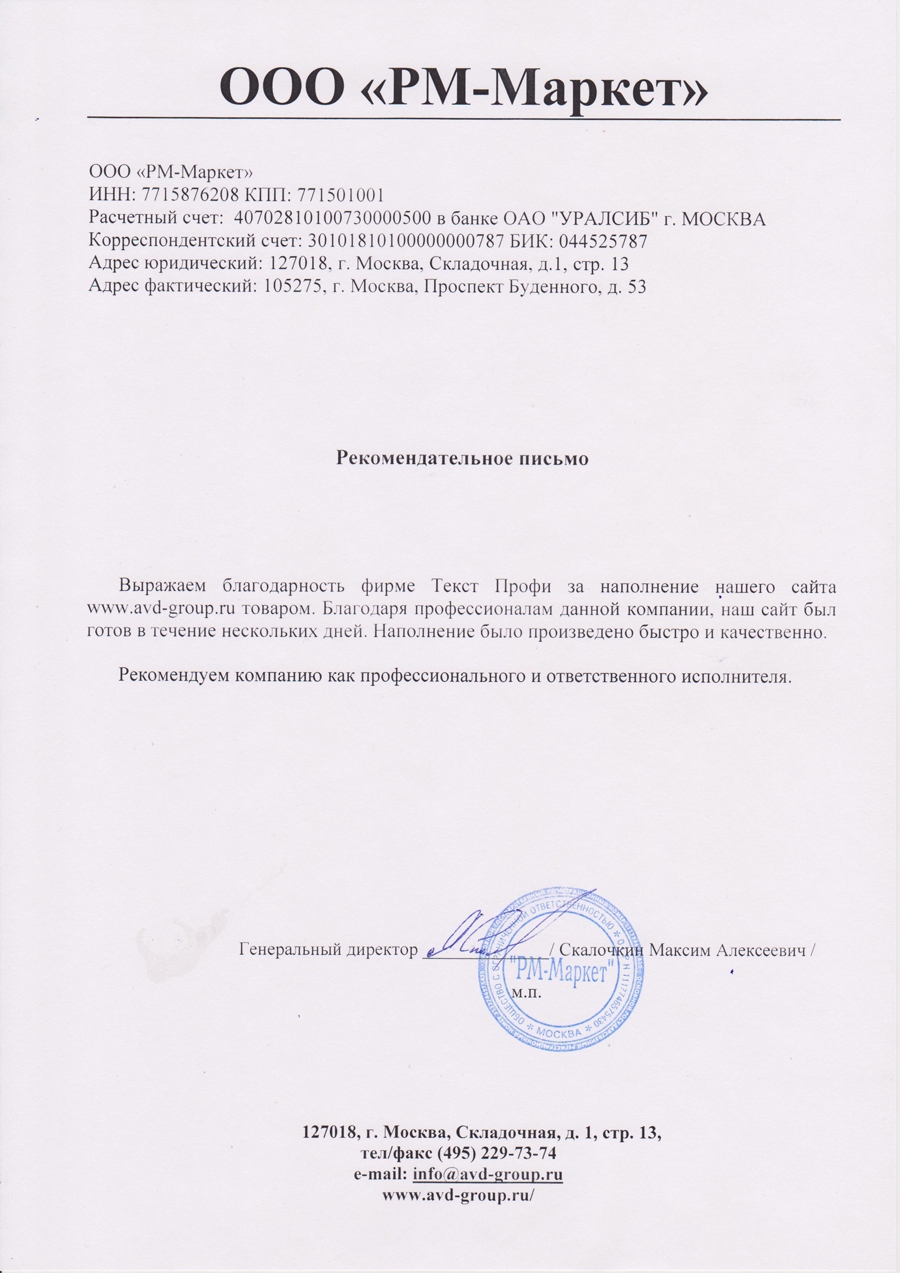 ООО «РМ-Маркет»
ООО «РМ-Маркет»
ИНН: 7715876208 КПП: 771501001
Расчетный счет: 40702810100730000500 в банке ОАО "УРАЛСИБ" г. МОСКВА
Корреспондентский счет: 30101810100000000787 БИК: 044525787
Адрес юридический: 127018, г. Москва, Складочная, д.1, стр. 13
Адрес фактический: 105275, г. Москва, Проспект Буденного, д. 53
Рекомендательное письмо
Выражаем благодарность фирме Текст Профи за наполнение нашего сайта
www.avd-group.ru товаром. Благодаря профессионалам данной компании, наш сайт был
готов в течение нескольких дней. Наполнение было произведено быстро и качественно.
Рекомендуем компанию как профессионального и ответственного исполнителя.
Генеральный директор / Скалочкин Максим Алексеевич /
ОБЩЕСТВО С ОГРАНИЧЕННОЙ ОТВЕТСТВЕННОСТЬЮ
"РМ-Маркет"
МОСКВА
м.п.
127018, г. Москва, Складочная, д. 1, стр. 13,
тел/факс (495) 229-73-74
e-mail: info@avd-group.ru
www.avd-group.ru/